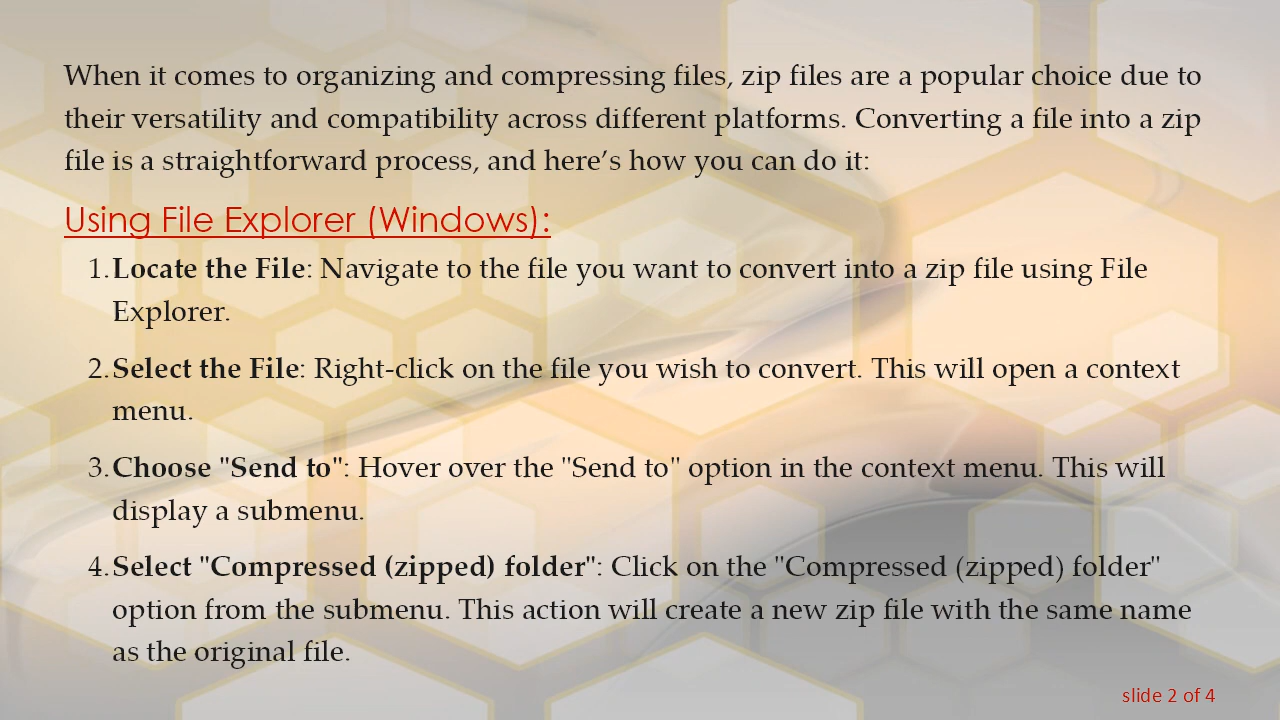 When it comes to organizing and compressing files, zip files are a popular choice due to
their versatility and compatibility across different platforms. Converting a file into a zip
file is a straightforward process, and here’s how you can do it:
Using File Explorer (Windows):
1. Locate the File: Navigate to the file you want to convert into a zip file using File
Explorer.
2. Select the File: Right-click on the file you wish to convert. This will open a context
menu.
3. Choose "Send to": Hover over the "Send to" option in the context menu. This will
display a submenu.
4. Select "Compressed (zipped) folder": Click on the "Compressed (zipped) folder"
option from the submenu. This action will create a new zip file with the same name
as the original file.
slide 2 of 4